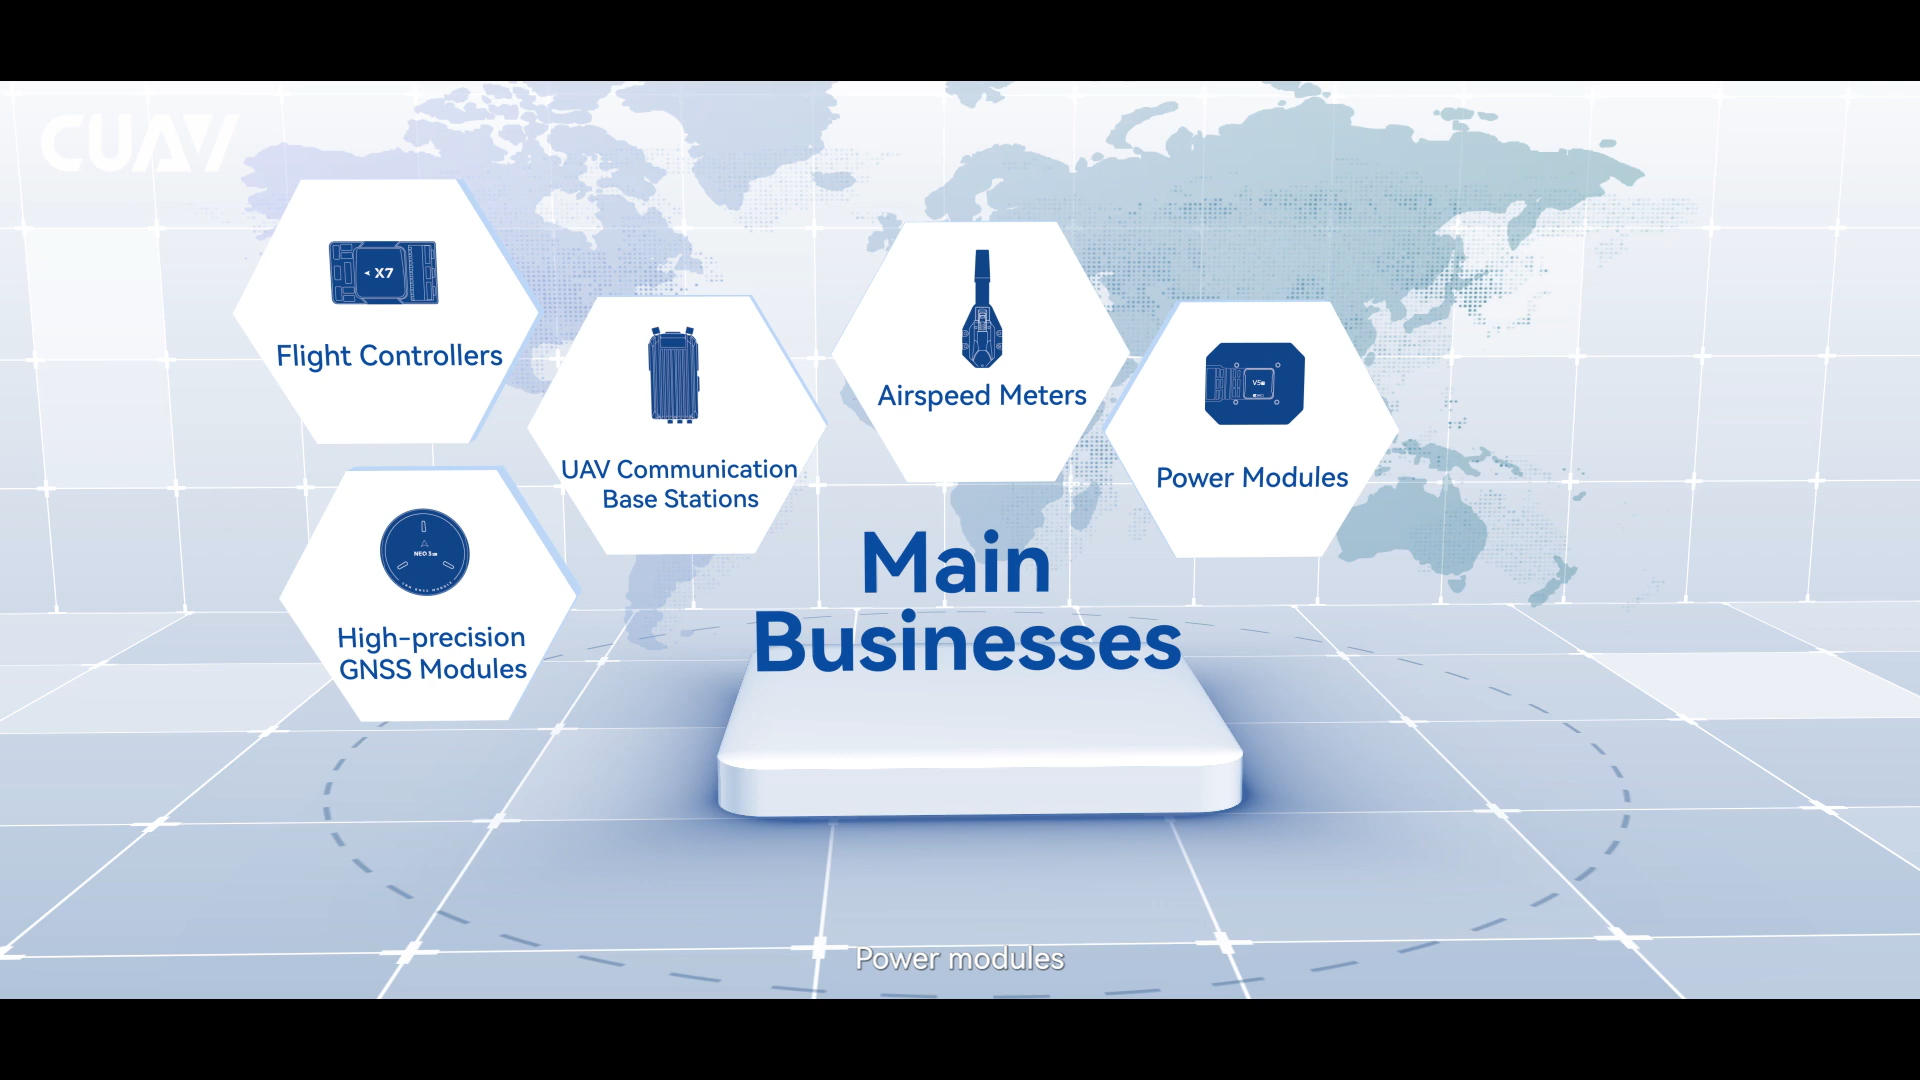 CUAV
X7
Flight Controllers
UAV Communication
Base Stations
Airspeed Meters
V5
Power Modules
NEO 3
High-precision
GNSS Modules
Main
Businesses
Power modules